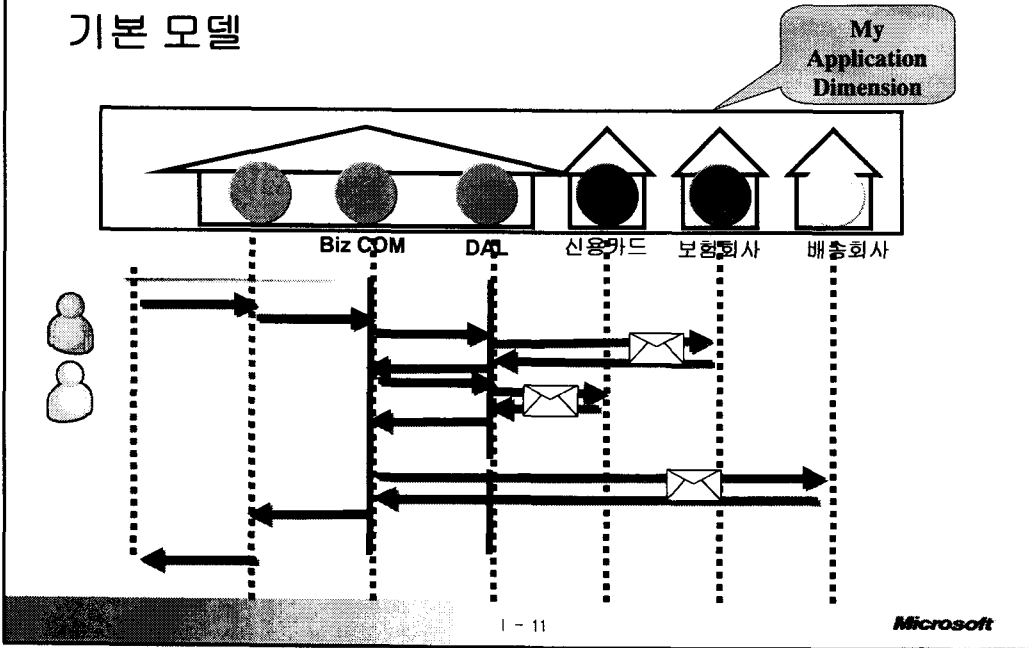 기본 모델
My
Application
Dimension
Biz COM
DAL
신용카드
보험회사
배송회사
I - 11
Microsoft